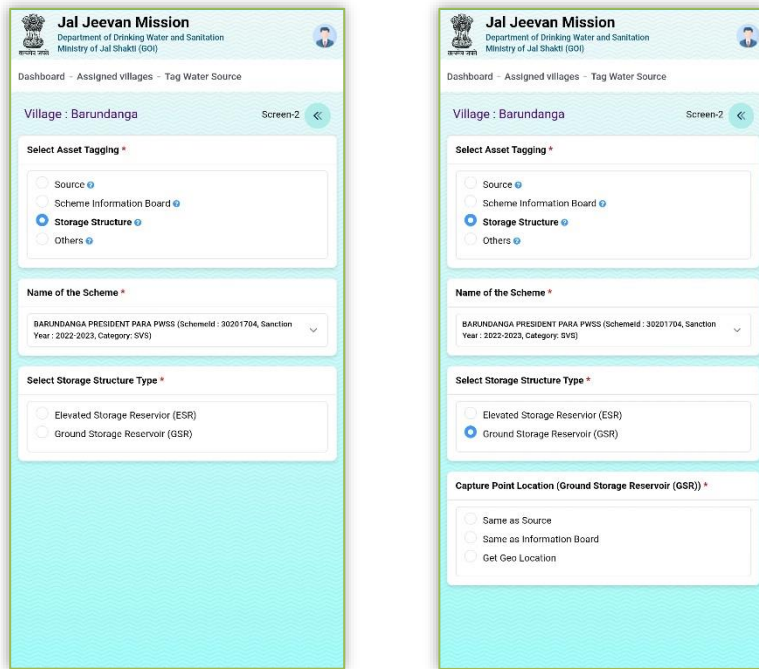 Jal Jeevan Mission
Department of Drinking Water and Sanitation
Ministry of Jal Shakti (GOI)
सत्यमेव जयते
Dashboard - Assigned villages - Tag Water Source
Village : Barundanga
Screen-2
Select Asset Tagging *
Source
Scheme Information Board
Storage Structure
Others
Name of the Scheme *
BARUNDANGA PRESIDENT PARA PWSS (SchemeId : 30201704, Sanction
Year : 2022-2023, Category: SVS)
Select Storage Structure Type *
Elevated Storage Reservior (ESR)
Ground Storage Reservoir (GSR)
Jal Jeevan Mission
Department of Drinking Water and Sanitation
Ministry of Jal Shakti (GOI)
सत्यमेव जयते
Dashboard - Assigned villages - Tag Water Source
Village : Barundanga
Screen-2
Select Asset Tagging *
Source
Scheme Information Board
Storage Structure
Others
Name of the Scheme *
BARUNDANGA PRESIDENT PARA PWSS (SchemeId : 30201704, Sanction
Year : 2022-2023, Category: SVS)
Select Storage Structure Type *
Elevated Storage Reservior (ESR)
Ground Storage Reservoir (GSR)
Capture Point Location (Ground Storage Reservoir (GSR)) *
Same as Source
Same as Information Board
Get Geo Location